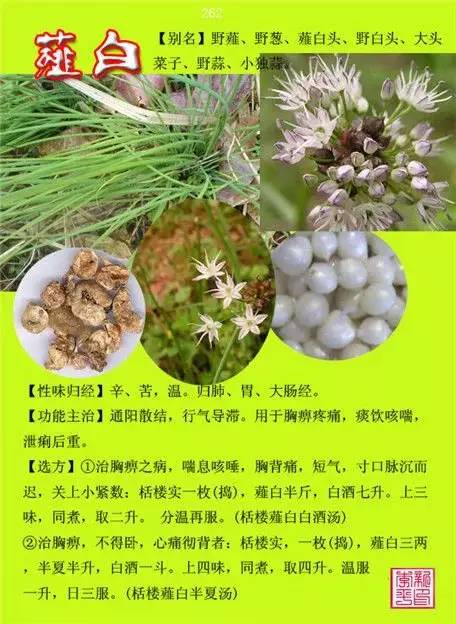 262
薤白
【别名】野薤、野葱、薤白头、野白头、大头
菜子、野蒜、小独蒜。
【性味归经】辛、苦，温。归肺、胃、大肠经。
【功能主治】通阳散结，行气导滞。用于胸痹疼痛，痰饮咳喘，
泄痢后重。
【选方】①治胸痹之病，喘息咳唾，胸背痛，短气，寸口脉沉而
迟，关上小紧数：栝楼实一枚(捣)，薤白半斤，白酒七升。上三
味，同煮，取二升。 分温再服。(栝楼薤白白酒汤)
②治胸痹，不得卧，心痛彻背者：栝楼实，一枚(捣)，薤白三两
，半夏半升，白酒一斗。上四味，同煮，取四升。温服
一升，日三服。(栝楼薤白半夏汤)